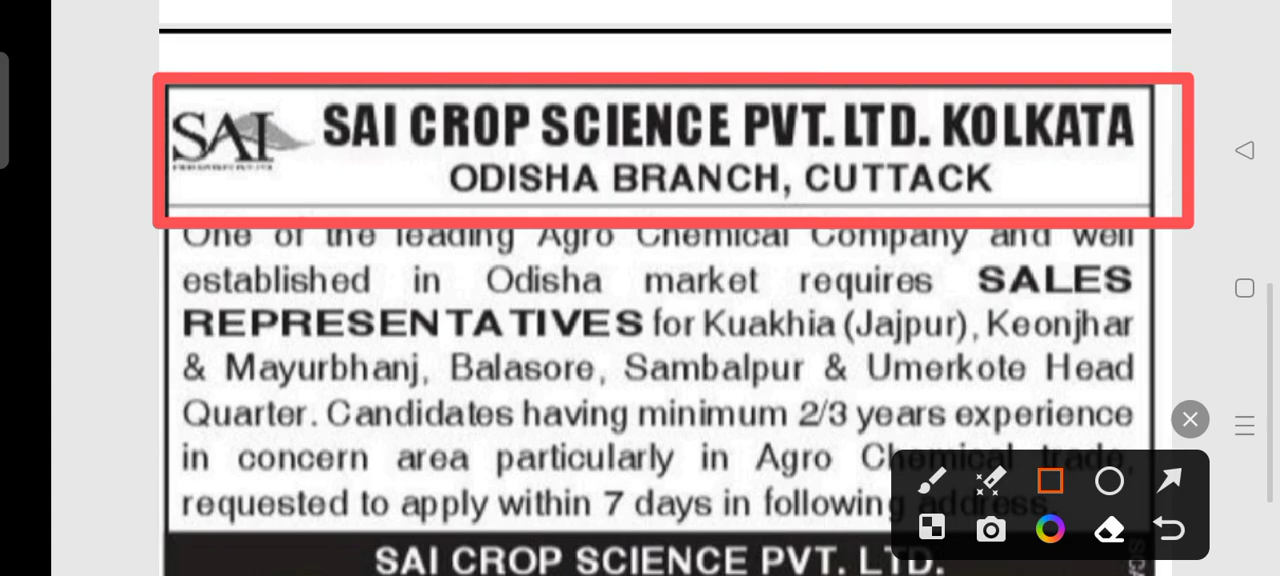 SAI
SAI CROP SCIENCE PVT. LTD. KOLKATA
ODISHA BRANCH, CUTTACK
One of the leading Agro Chemical Company and well
established in Odisha market requires SALES
REPRESENTATIVES for Kuakhia (Jajpur), Keonjhar
& Mayurbhanj, Balasore, Sambalpur & Umerkote Head
Quarter. Candidates having minimum 2/3 years experience
in concern area particularly in Agro Chemical trade,
requested to apply within 7 days in following address.
SAI CROP SCIENCE PVT. LTD.